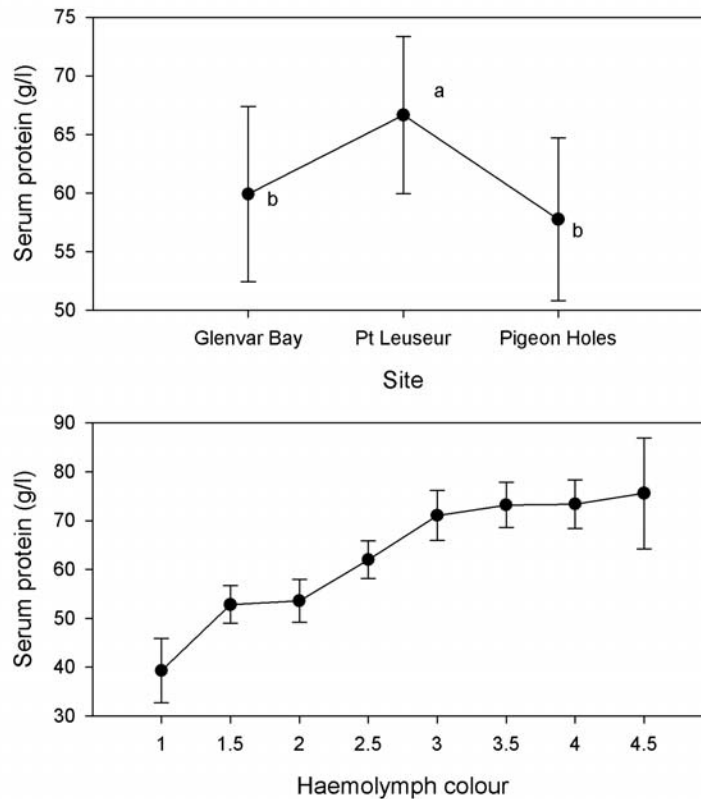 75
70
65
60
55
50
Serum protein (g/l)
a
b
b
Glenvar Bay Pt Leuseur Pigeon Holes
Site
90
80
70
60
50
40
30
Serum protein (g/l)
1 1.5 2 2.5 3 3.5 4 4.5
Haemolymph colour